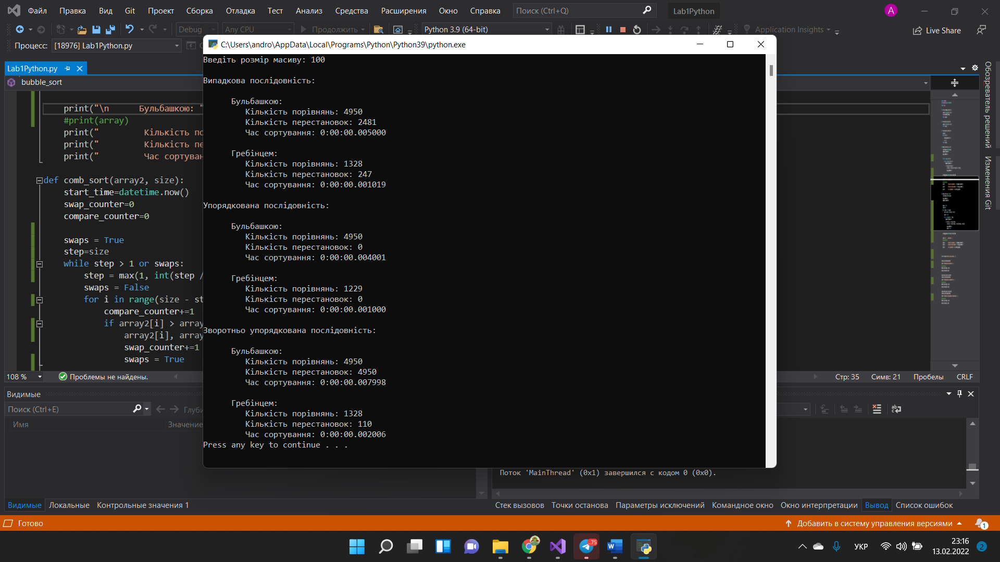 Файл Правка Вид Git Проект Сборка Отладка Тест Анализ Средства Расширения Окно Справка Поиск (Ctrl+Q) Lab1Python A
Debug Any CPU Продолжить Python 3.9 (64-bit) Application Insights Live Share
Процесс: [18976] Lab1Python.py
C:\Users\andro\AppData\Local\Programs\Python\Python39\python.exe
Lab1Python.py
bubble_sort
print("\n      Бульбашкою: "
#print(array)
print("         Кількість по
print("         Кількість пе
print("         Час сортуван
def comb_sort(array2, size):
start_time=datetime.now()
swap_counter=0
compare_counter=0
swaps = True
step=size
while step > 1 or swaps:
step = max(1, int(step /
swaps = False
for i in range(size - st
compare_counter+=1
if array2[i] > array
array2[i], array
swap_counter+=1
swaps = True
Введіть розмір масиву: 100
Випадкова послідовність:
Бульбашкою:
Кількість порівнянь: 4950
Кількість перестановок: 2481
Час сортування: 0:00:00.005000
Гребінцем:
Кількість порівнянь: 1328
Кількість перестановок: 247
Час сортування: 0:00:00.001019
Упорядкована послідовність:
Бульбашкою:
Кількість порівнянь: 4950
Кількість перестановок: 0
Час сортування: 0:00:00.004001
Гребінцем:
Кількість порівнянь: 1229
Кількість перестановок: 0
Час сортування: 0:00:00.001000
Зворотньо упорядкована послідовність:
Бульбашкою:
Кількість порівнянь: 4950
Кількість перестановок: 4950
Час сортування: 0:00:00.007998
Гребінцем:
Кількість порівнянь: 1328
Кількість перестановок: 110
Час сортування: 0:00:00.002006
Press any key to continue . . .
Обозреватель решений
Изменения Git
108 % Проблемы не найдены. Стр: 35 Симв: 21 Пробелы CRLF
Видимые
Поиск (Ctrl+E) Глуби
Имя Значение
Поток 'MainThread' (0x1) завершился с кодом 0 (0x0).
Видимые Локальные Контрольные значения 1
Стек вызовов Точки останова Параметры исключений Командное окно Окно интерпретации Вывод Список ошибок
Готово Добавить в систему управления версиями 1
75
УКР 23:16
13.02.2022 2